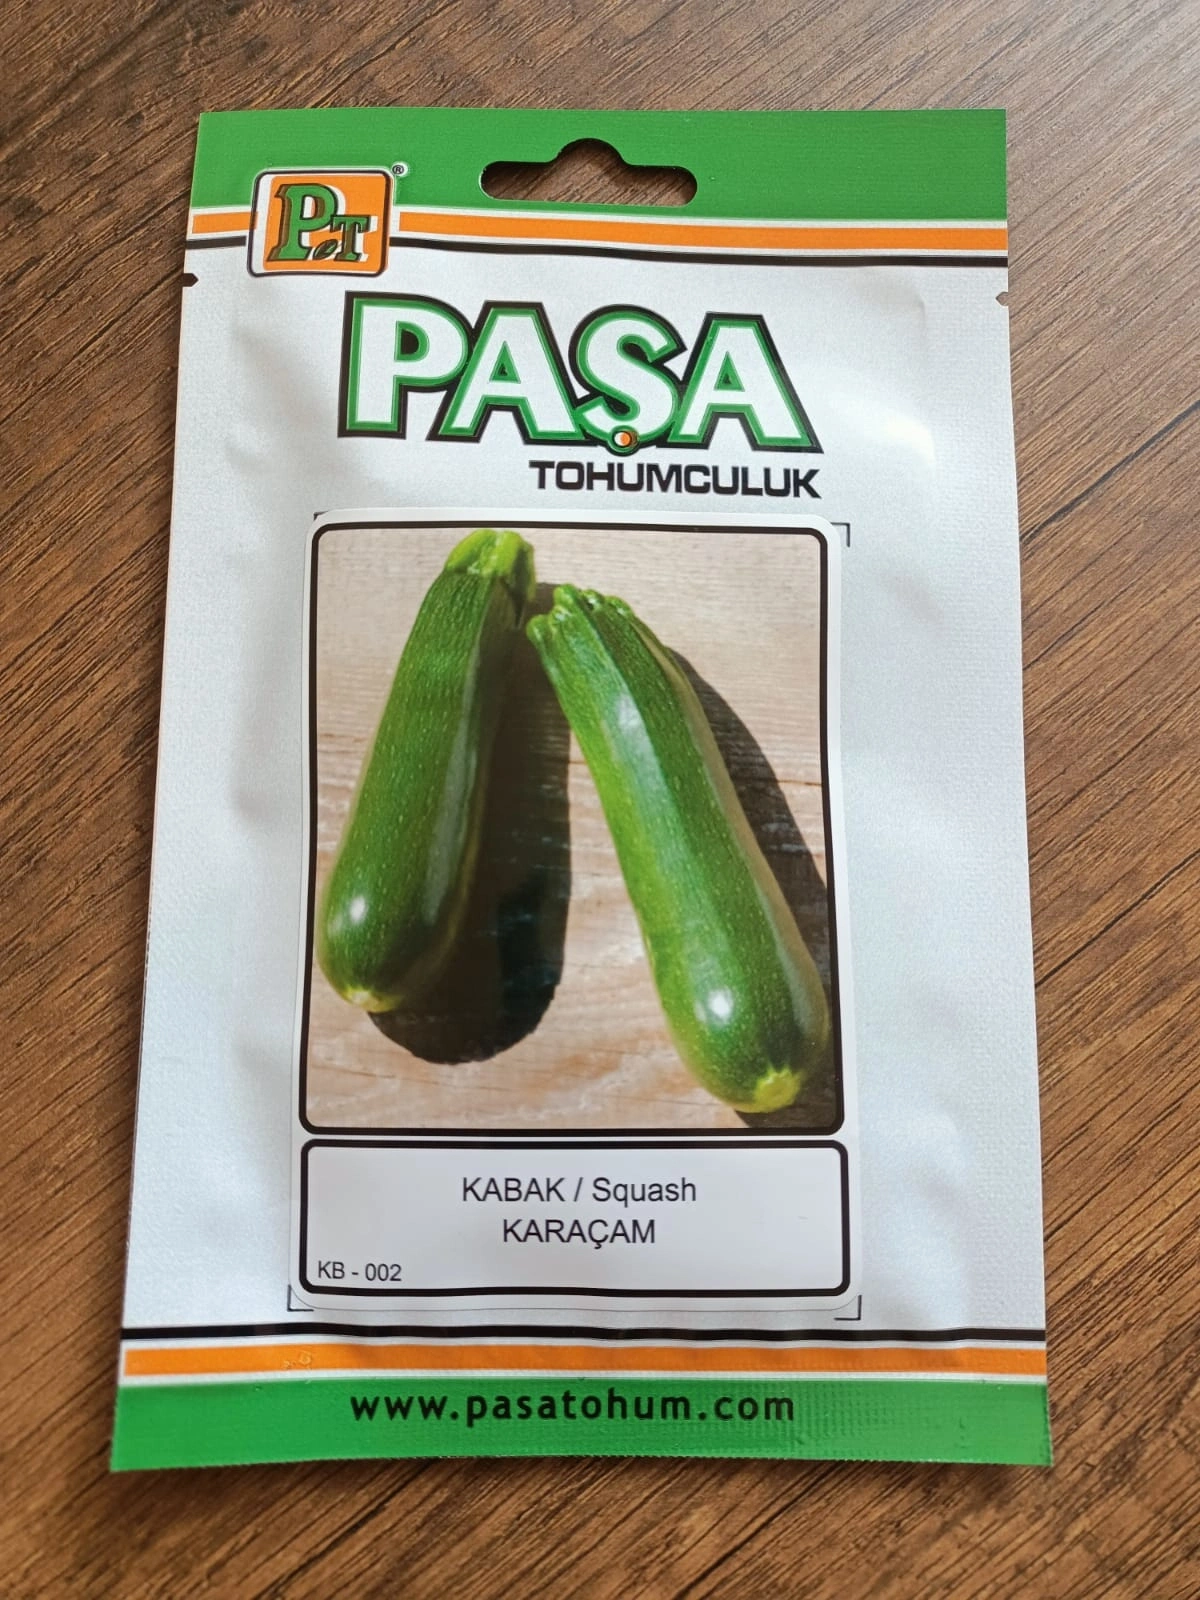 PT®
PAŞA
TOHUMCULUK
KABAK / Squash
KARAÇAM
KB - 002
www.pasatohum.com